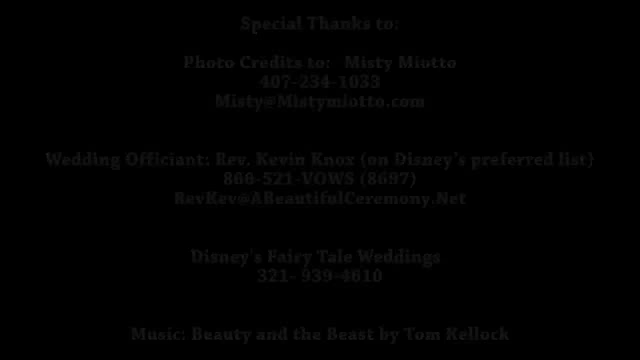 Special Thanks to:
Photo Credits to: Misty Miotto
407-234-1033
Misty@Mistymiotto.com
Wedding Officiant: Rev. Kevin Knox (on Disney's preferred list)
866-521-VOWS (8697)
RevKev@ABeautifulCeremony.Net
Disney's Fairy Tale Weddings
321- 939-4610
Music: Beauty and the Beast by Tom Kellock